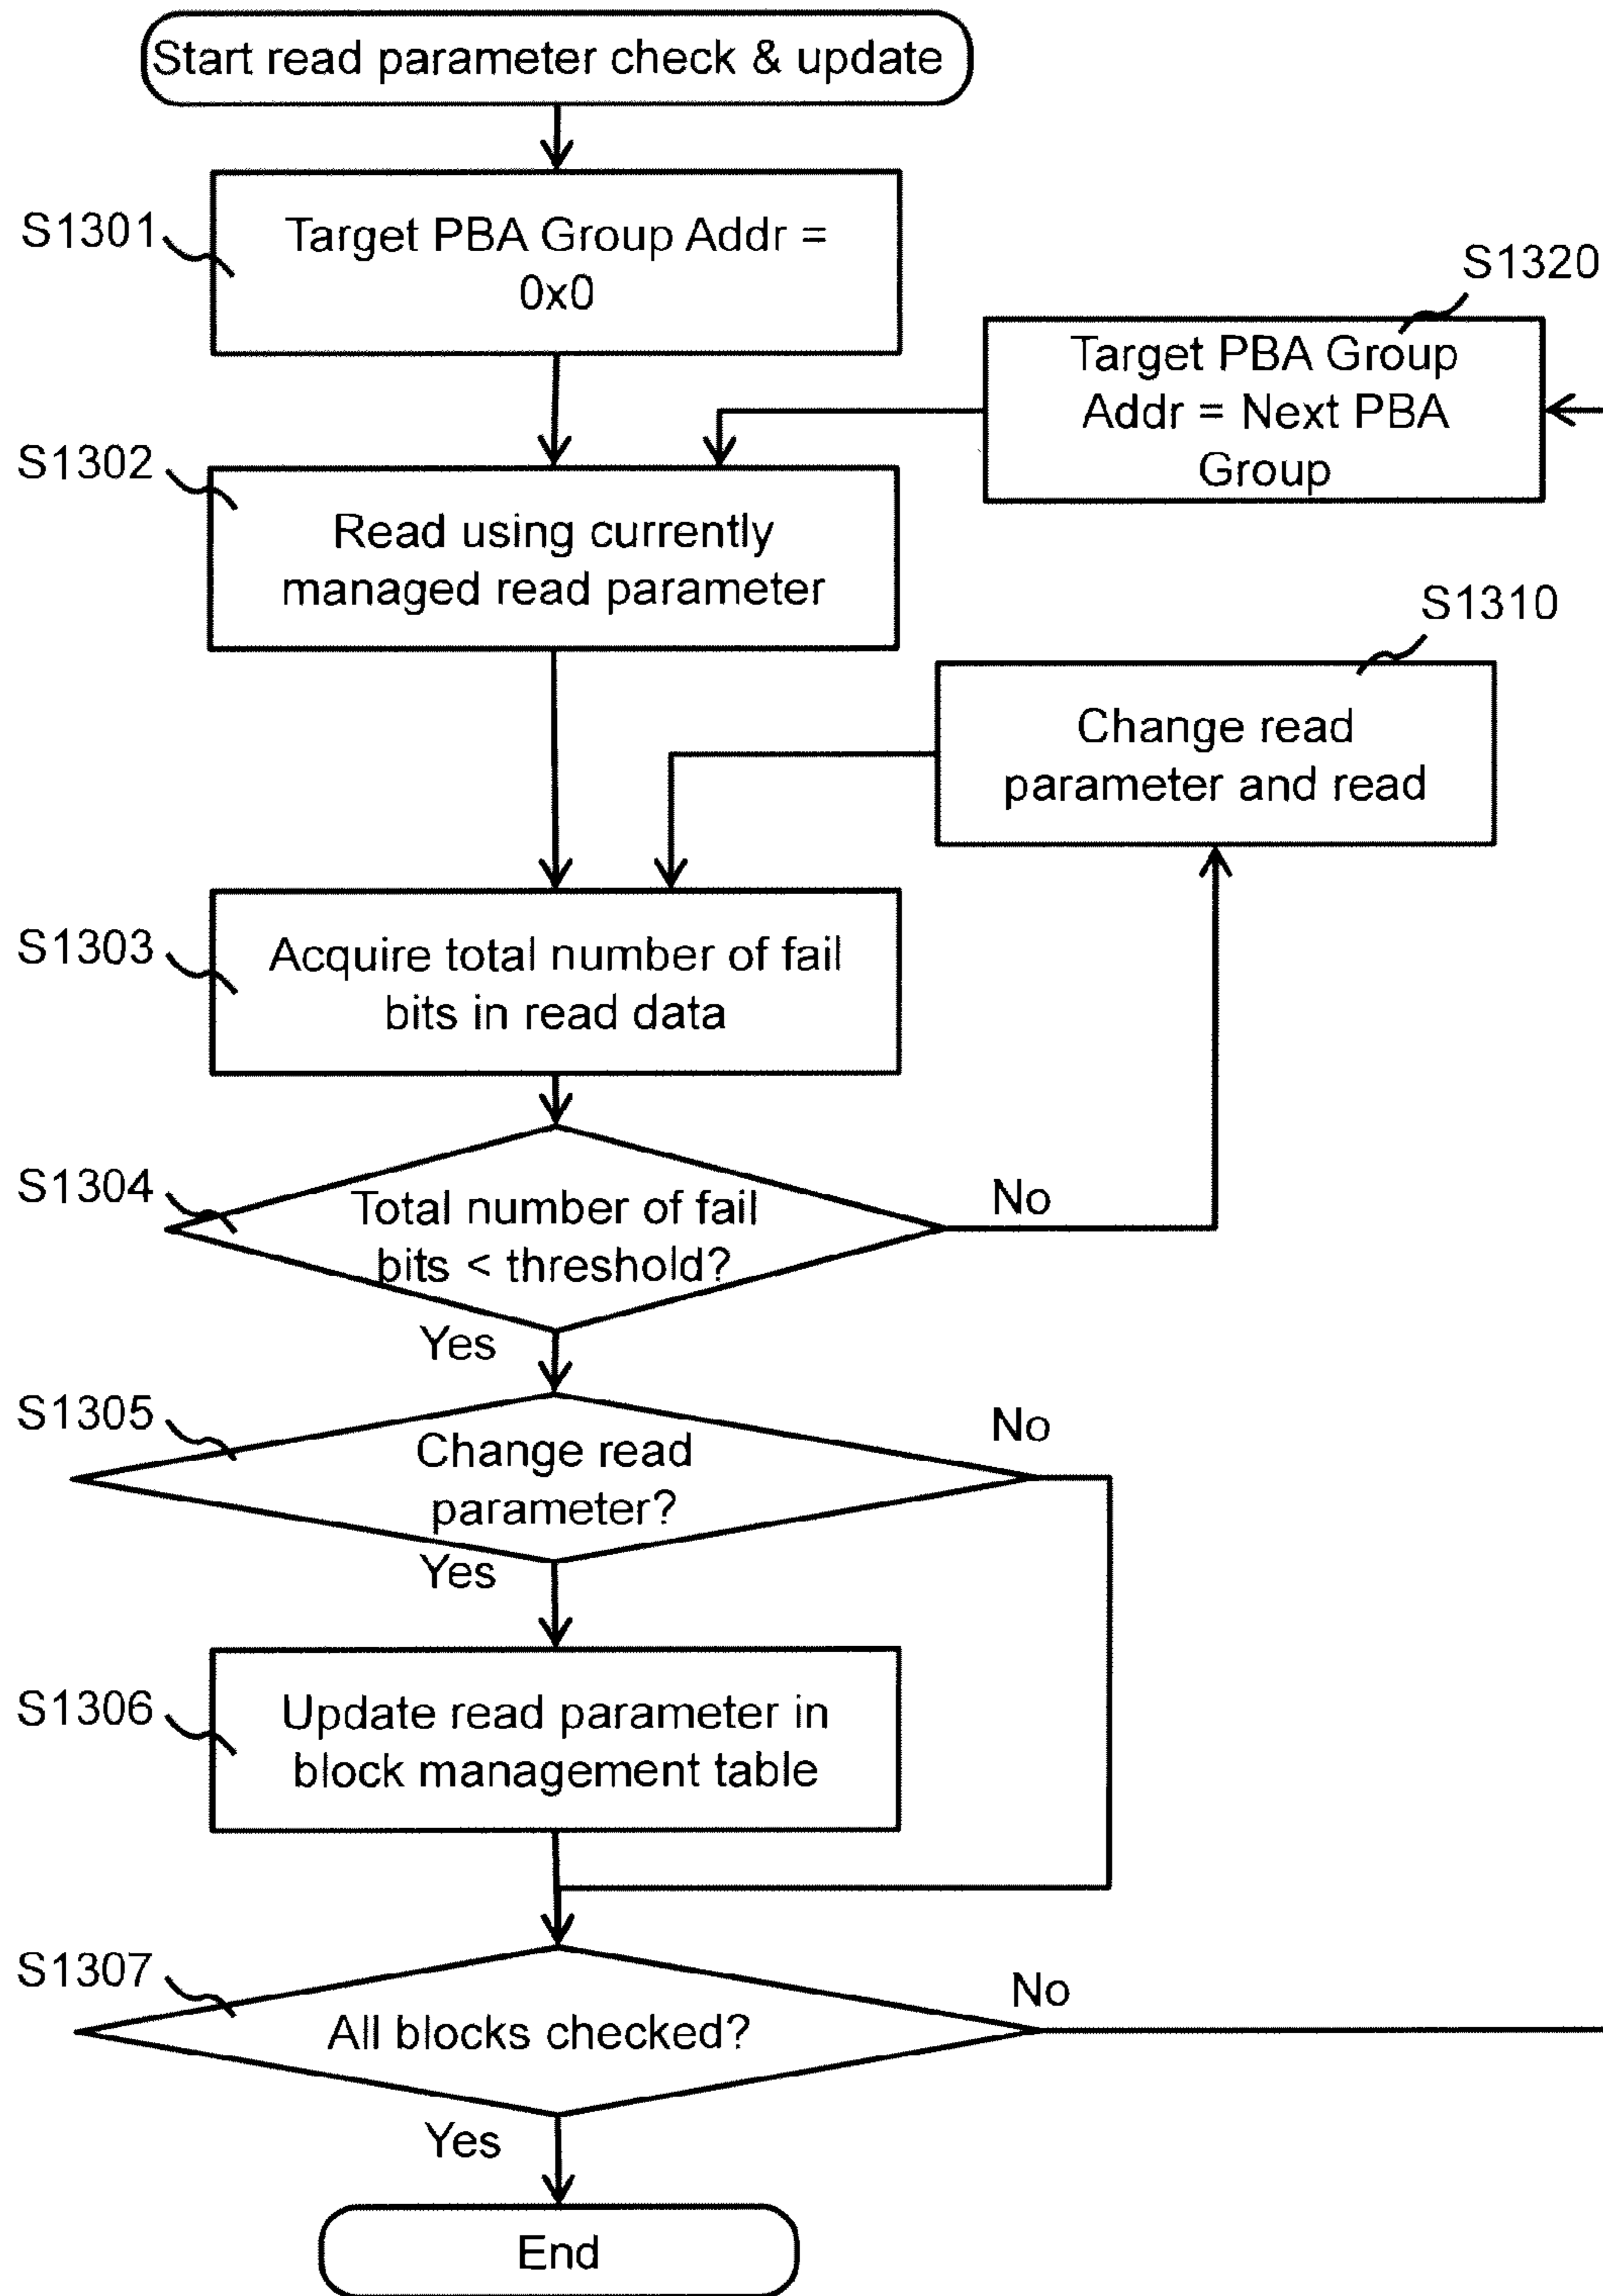 Start read parameter check & update
S1301
Target PBA Group Addr =
0x0
S1320
Target PBA Group
Addr = Next PBA
Group
S1302
Read using currently
managed read parameter
S1310
Change read
parameter and read
S1303
Acquire total number of fail
bits in read data
S1304
Total number of fail
bits < threshold?
No
Yes
S1305
Change read
parameter?
No
Yes
S1306
Update read parameter in
block management table
S1307
All blocks checked?
No
Yes
End